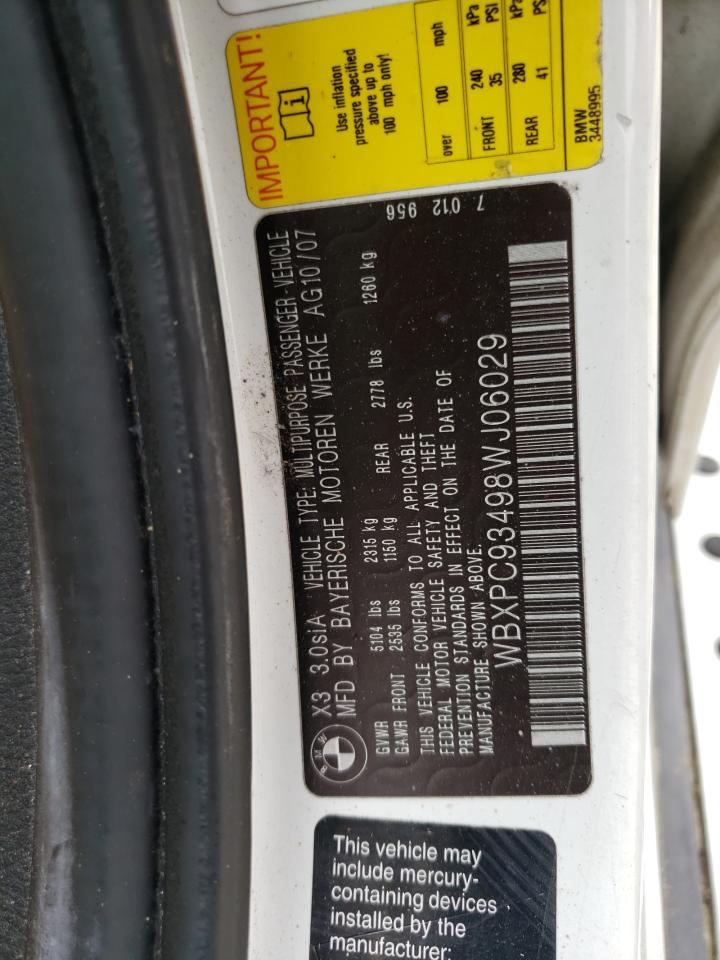 IMPORTANT!
i
Use inflation
pressure specified
above up to
100 mph only!
over 100 mph kPa PSI kPa PS
FRONT 240 35
REAR 280 41
BMW
3448995
7 012 956
BMW
X3 3.0siA VEHICLE TYPE: MULTIPURPOSE PASSENGER-VEHICLE
MFD BY BAYERISCHE MOTOREN WERKE AG10/07
GVWR 5104 lbs 2315 kg
GAWR FRONT 2535 lbs 1150 kg REAR 2778 lbs 1260 kg
THIS VEHICLE CONFORMS TO ALL APPLICABLE U.S.
FEDERAL MOTOR VEHICLE SAFETY AND THEFT
PREVENTION STANDARDS IN EFFECT ON THE DATE OF
MANUFACTURE SHOWN ABOVE.
WBXPC93498WJ06029
This vehicle may
include mercury-
containing devices
installed by the
manufacturer: